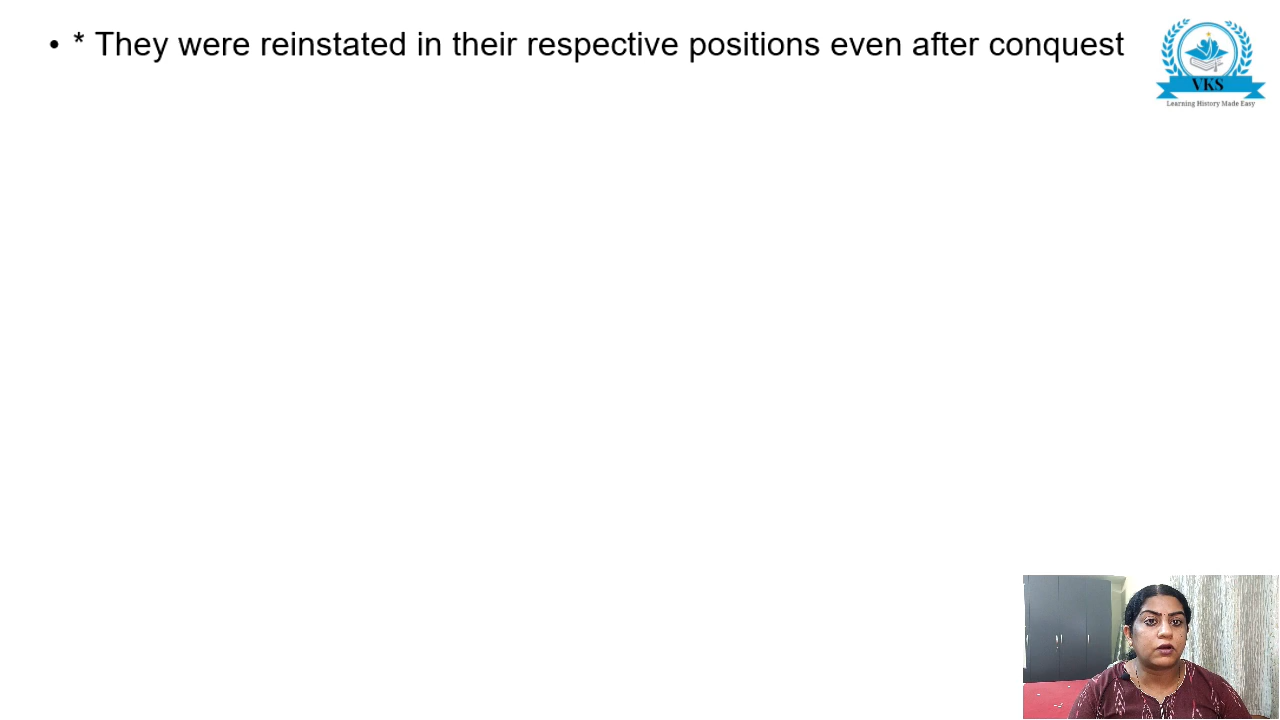 • * They were reinstated in their respective positions even after conquest
VKS
Learning History Made Easy